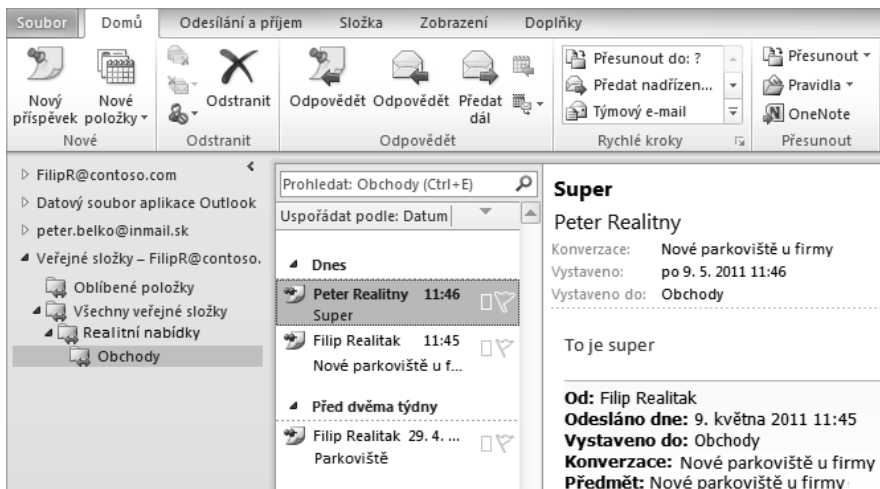 Soubor Domů Odesílání a příjem Složka Zobrazení Doplňky
Nový příspěvek
Nové položky
Nové
Odstranit
Odstranit
Odpovědět
Odpovědět
Předat dál
Odpovědět
Přesunout do: ?
Předat nadřízen...
Týmový e-mail
Rychlé kroky
Přesunout
Pravidla
OneNote
Přesunout
FilipR@contoso.com
Datový soubor aplikace Outlook
peter.belko@inmail.sk
Veřejné složky – FilipR@contoso.
Oblíbené položky
Všechny veřejné složky
Realitní nabídky
Obchody
Prohledat: Obchody (Ctrl+E)
Uspořádat podle: Datum
Dnes
Peter Realitny 11:46
Super
Filip Realitak 11:45
Nové parkoviště u f...
Před dvěma týdny
Filip Realitak 29. 4. ...
Parkoviště
Super
Peter Realitny
Konverzace: Nové parkoviště u firmy
Vystaveno: po 9. 5. 2011 11:46
Vystaveno do: Obchody
To je super
Od: Filip Realitak
Odesláno dne: 9. května 2011 11:45
Vystaveno do: Obchody
Konverzace: Nové parkoviště u firmy
Předmět: Nové parkoviště u firmy